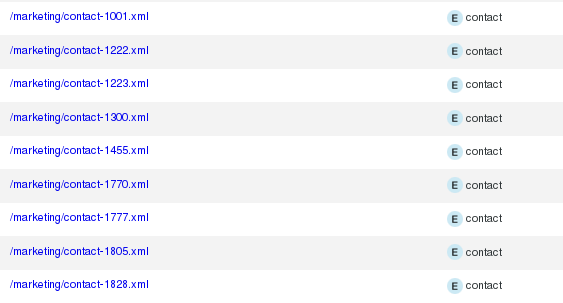 /marketing/contact-1001.xml E contact
/marketing/contact-1222.xml E contact
/marketing/contact-1223.xml E contact
/marketing/contact-1300.xml E contact
/marketing/contact-1455.xml E contact
/marketing/contact-1770.xml E contact
/marketing/contact-1777.xml E contact
/marketing/contact-1805.xml E contact
/marketing/contact-1828.xml E contact